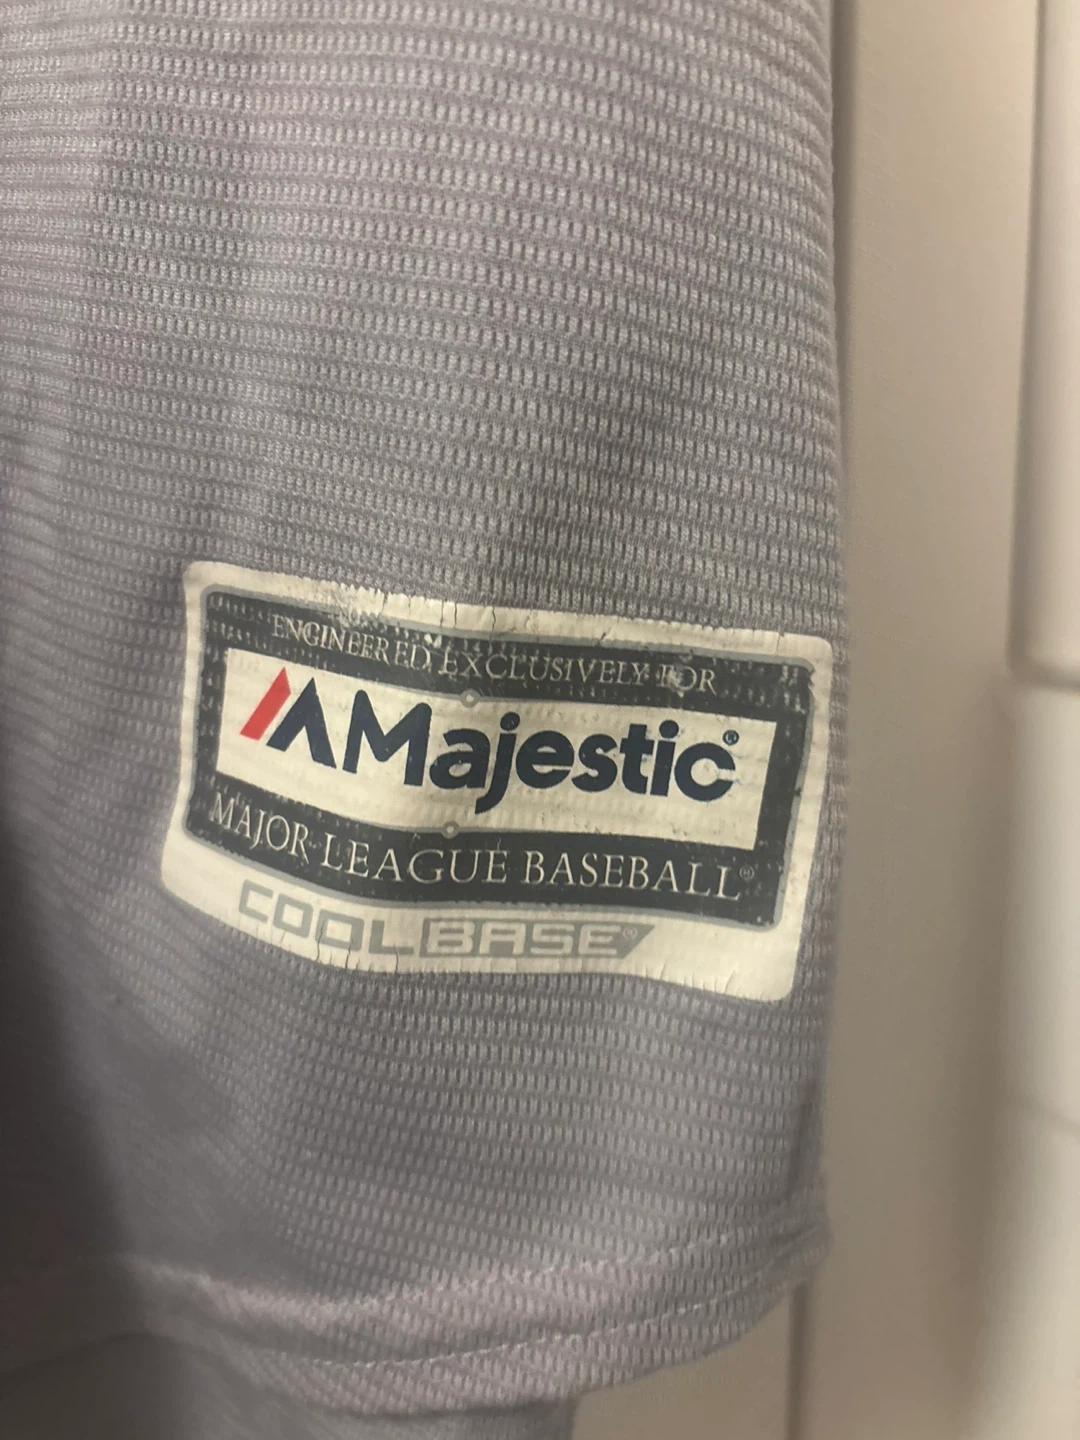 ENGINEERED EXCLUSIVELY FOR
Majestic®
MAJOR LEAGUE BASEBALL®
COOLBASE®